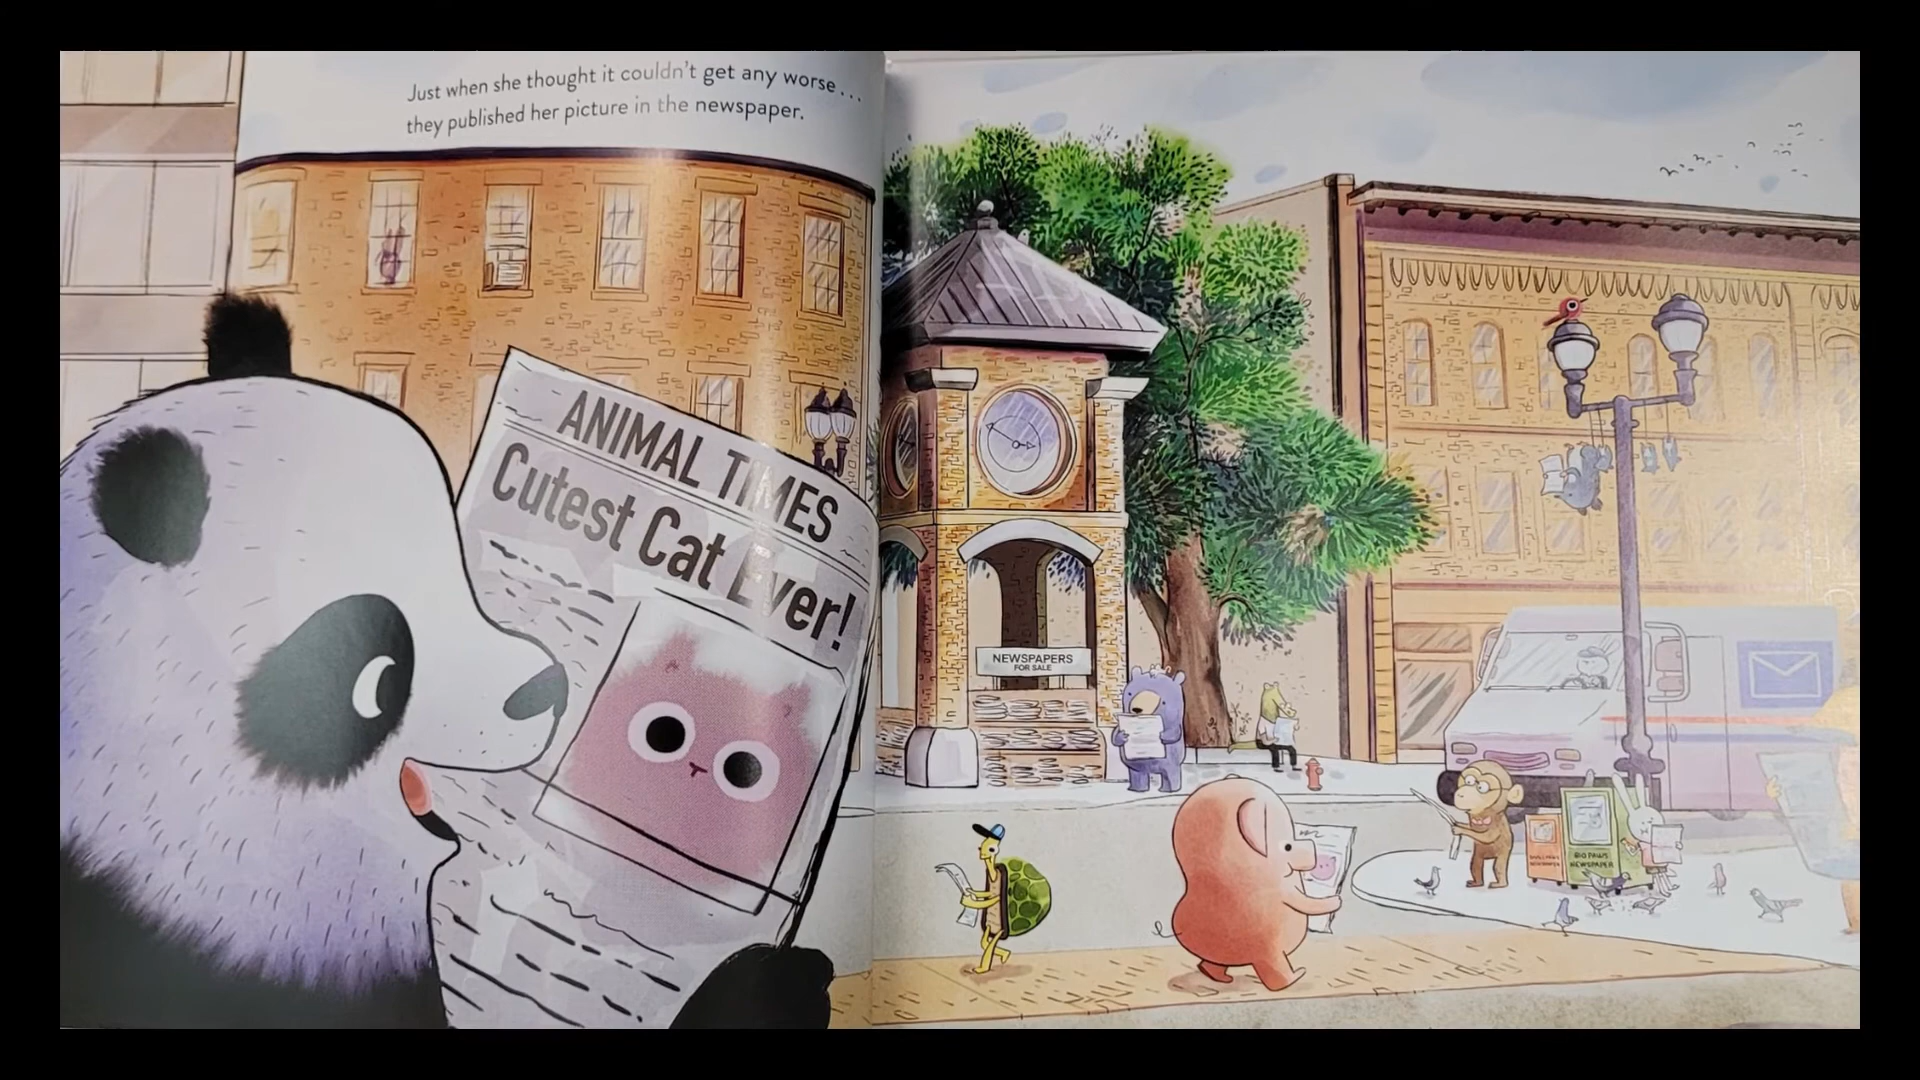 Just when she thought it couldn't get any worse...
they published her picture in the newspaper.
ANIMAL TIMES
Cutest Cat Ever!
NEWSPAPERS
FOR SALE
BIG PAWS
NEWSPAPER